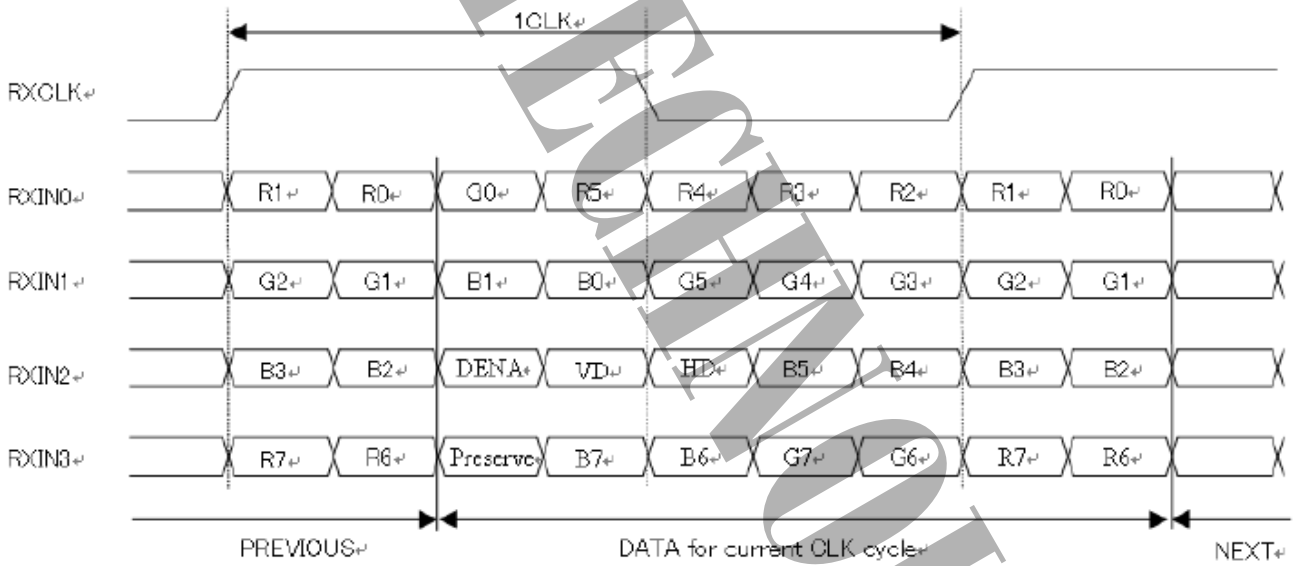 1CLK↵
RXCLK↵
RXIN0↵ R1↵ R0↵ G0↵ R5↵ R4↵ R3↵ R2↵ R1↵ R0↵
RXIN1↵ G2↵ G1↵ B1↵ B0↵ G5↵ G4↵ G3↵ G2↵ G1↵
RXIN2↵ B3↵ B2↵ DENA↵ VD↵ HD↵ B5↵ B4↵ B3↵ B2↵
RXIN3↵ R7↵ R6↵ Preserve↵ B7↵ B6↵ G7↵ G6↵ R7↵ R6↵
PREVIOUS↵ DATA for current CLK cycle↵ NEXT↵